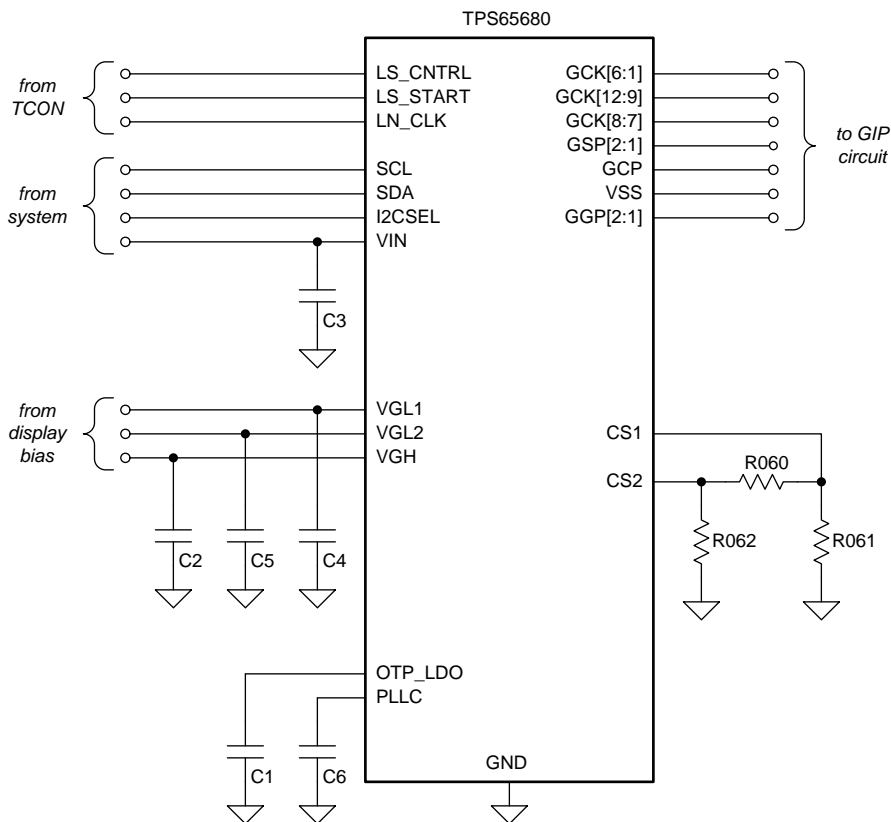 TPS65680
from
TCON
LS_CNTRL
LS_START
LN_CLK
GCK[6:1]
GCK[12:9]
GCK[8:7]
GSP[2:1]
GCP
VSS
GGP[2:1]
to GIP
circuit
from
system
SCL
SDA
I2CSEL
VIN
C3
from
display
bias
VGL1
VGL2
VGH
CS1
CS2
R060
R062
R061
C2
C5
C4
OTP_LDO
PLLC
C1
C6
GND